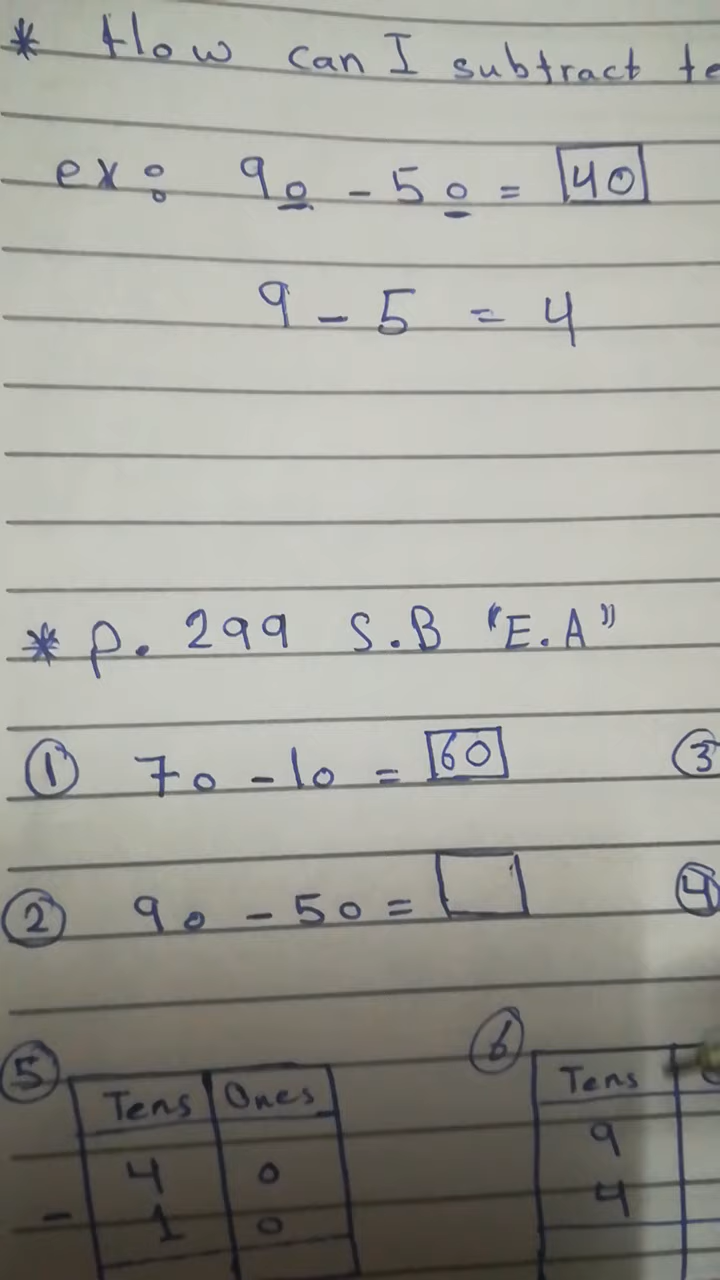 * How can I subtract te
ex: 90 - 50 = 40
9 - 5 = 4
* P. 299 S.B "E.A"
① 70 - 10 = 60 ③
② 90 - 50 = ④
⑤ ⑥
Tens Ones Tens
4 0 9
- 1 0 4